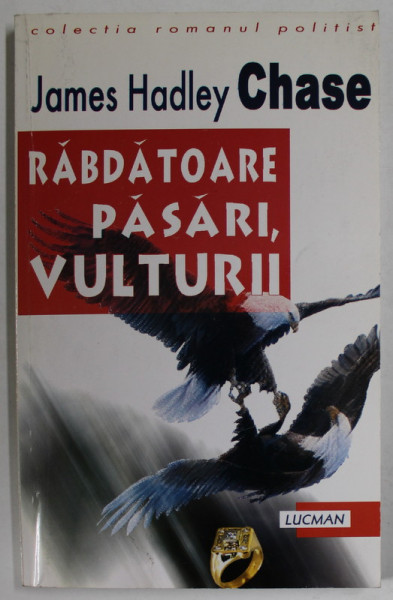 colectia romanul politist
James Hadley Chase
RĂBDĂTOARE
PĂSĂRI,
VULTURII
LUCMAN